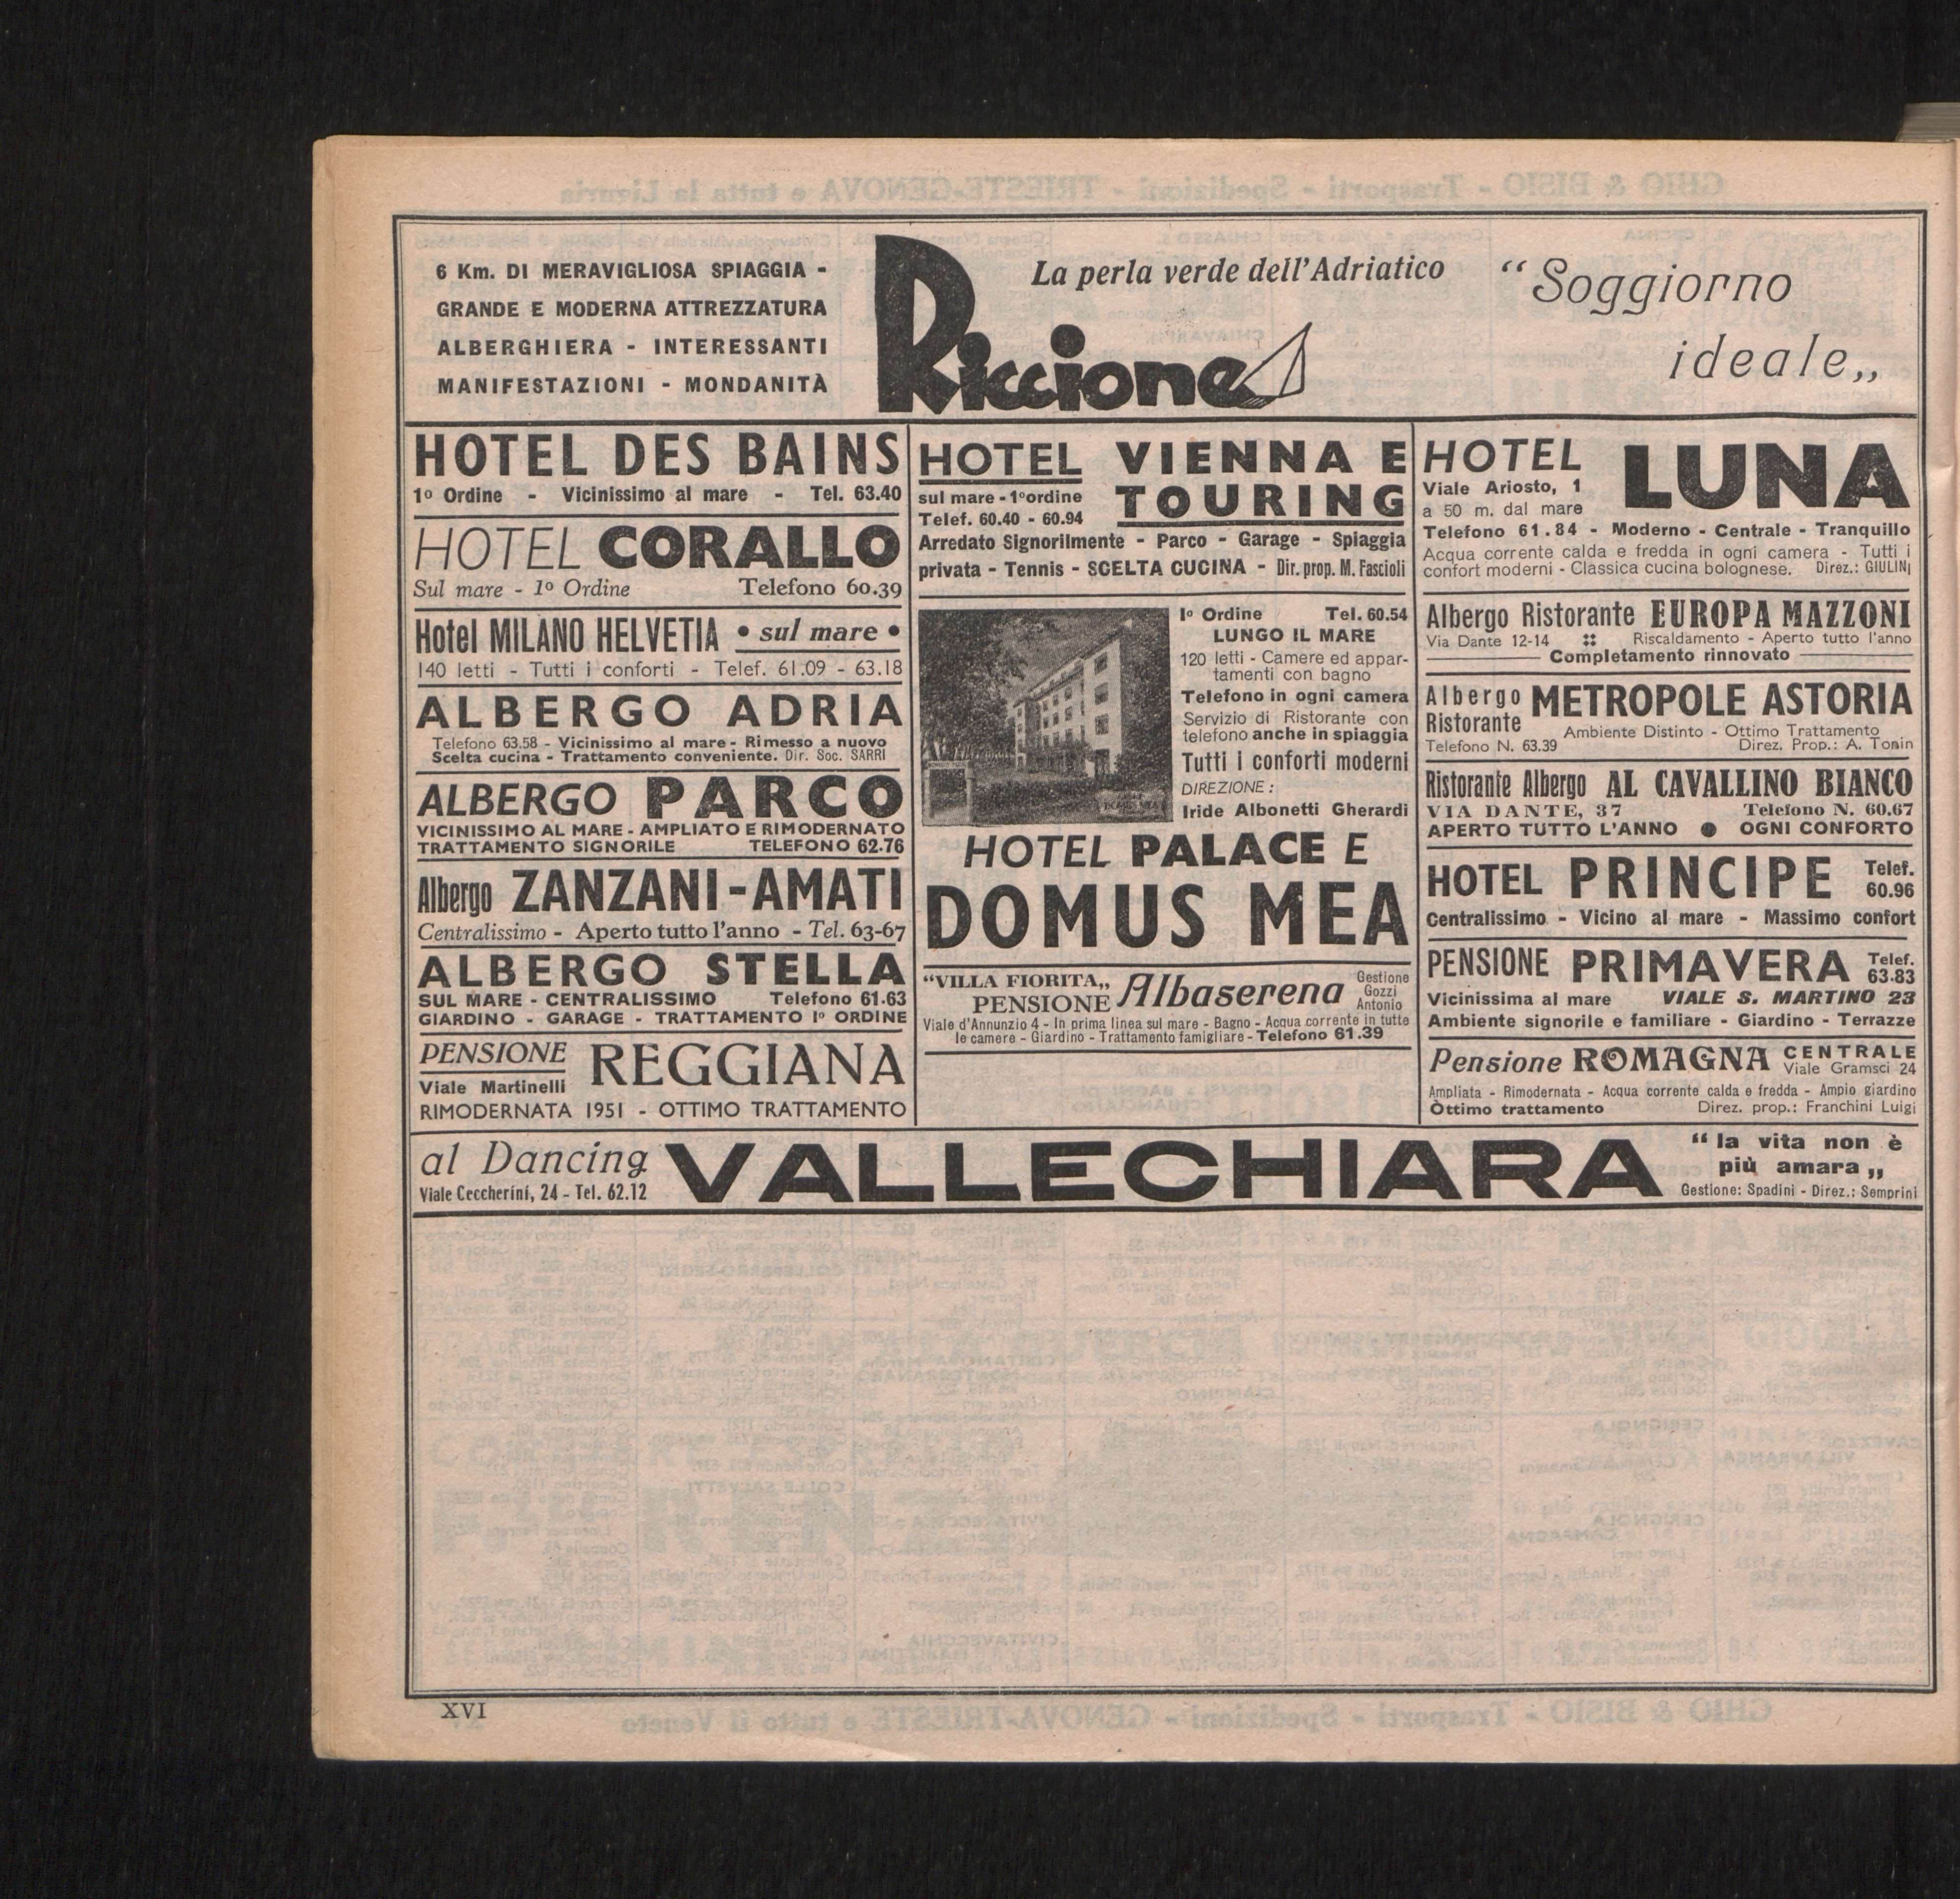 6 Km. DI MERAVIGLIOSA SPIAGGIA -
GRANDE E MODERNA ATTREZZATURA
ALBERGHIERA - INTERESSANTI
MANIFESTAZIONI - MONDANITÀ
La perla verde dell'Adriatico
Riccione
“Soggiorno
ideale„
HOTEL DES BAINS
1º Ordine - Vicinissimo al mare - Tel. 63.40
HOTEL CORALLO
Sul mare - 1º Ordine Telefono 60.39
Hotel MILANO HELVETIA • sul mare •
140 letti - Tutti i conforti - Telef. 61.09 - 63.18
ALBERGO ADRIA
Telefono 63.58 - Vicinissimo al mare - Rimesso a nuovo
Scelta cucina - Trattamento conveniente. Dir. Soc. SARRI
ALBERGO PARCO
VICINISSIMO AL MARE - AMPLIATO E RIMODERNATO
TRATTAMENTO SIGNORILE TELEFONO 62.76
Albergo ZANZANI-AMATI
Centralissimo - Aperto tutto l'anno - Tel. 63-67
ALBERGO STELLA
SUL MARE - CENTRALISSIMO Telefono 61.63
GIARDINO - GARAGE - TRATTAMENTO Iº ORDINE
PENSIONE REGGIANA
Viale Martinelli
RIMODERNATA 1951 - OTTIMO TRATTAMENTO
HOTEL VIENNA E
TOURING
sul mare - 1º ordine
Telef. 60.40 - 60.94
Arredato Signorilmente - Parco - Garage - Spiaggia
privata - Tennis - SCELTA CUCINA - Dir. prop. M. Fascioli
Iº Ordine Tel. 60.54
LUNGO IL MARE
120 letti - Camere ed appar-
tamenti con bagno
Telefono in ogni camera
Servizio di Ristorante con
telefono anche in spiaggia
Tutti i conforti moderni
DIREZIONE:
Iride Albonetti Gherardi
HOTEL PALACE E
DOMUS MEA
“VILLA FIORITA„
PENSIONE Albaserena
Gestione
Gozzi
Antonio
Viale d'Annunzio 4 - In prima linea sul mare - Bagno - Acqua corrente in tutte
le camere - Giardino - Trattamento famigliare - Telefono 61.39
HOTEL LUNA
Viale Ariosto, 1
a 50 m. dal mare
Telefono 61.84 - Moderno - Centrale - Tranquillo
Acqua corrente calda e fredda in ogni camera - Tutti i
confort moderni - Classica cucina bolognese. Direz.: GIULINI
Albergo Ristorante EUROPA MAZZONI
Via Dante 12-14 Riscaldamento - Aperto tutto l'anno
Completamento rinnovato
Albergo
Ristorante METROPOLE ASTORIA
Ambiente Distinto - Ottimo Trattamento
Telefono N. 63.39 Direz. Prop.: A. Tonin
Ristorante Albergo AL CAVALLINO BIANCO
VIA DANTE, 37 Telefono N. 60.67
APERTO TUTTO L'ANNO ● OGNI CONFORTO
HOTEL PRINCIPE Telef.
60.96
Centralissimo - Vicino al mare - Massimo confort
PENSIONE PRIMAVERA Telef.
63.83
Vicinissima al mare VIALE S. MARTINO 23
Ambiente signorile e familiare - Giardino - Terrazze
Pensione ROMAGNA CENTRALE
Viale Gramsci 24
Ampliata - Rimodernata - Acqua corrente calda e fredda - Ampio giardino
Òttimo trattamento Direz. prop.: Franchini Luigi
al Dancing VALLECHIARA
Viale Ceccherini, 24 - Tel. 62.12
“la vita non è
più amara„
Gestione: Spadini - Direz.: Semprini
XVI